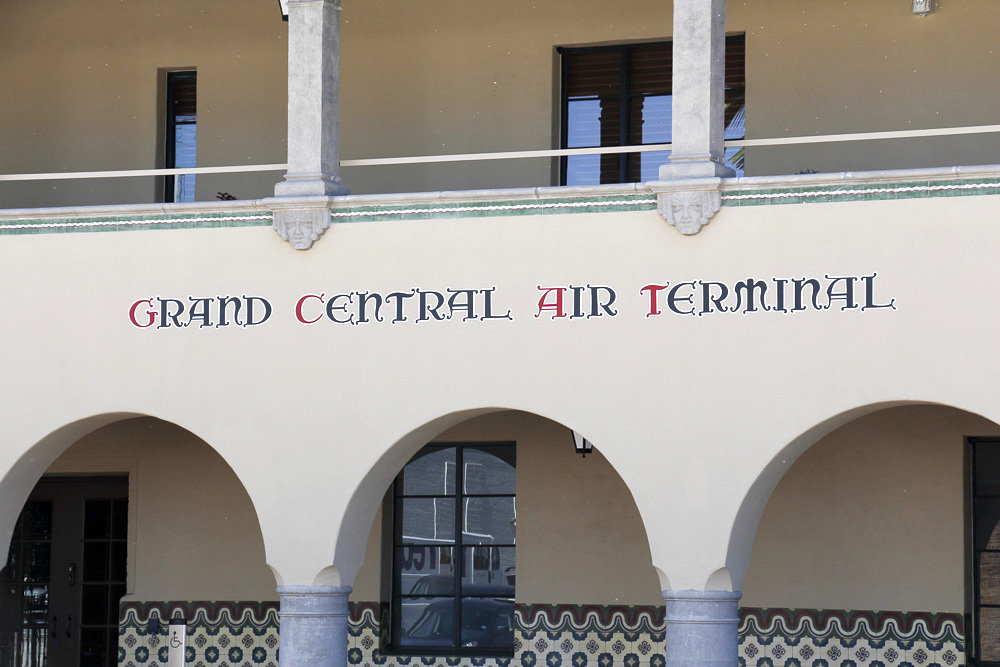 GRAND CENTRAL AIR TERMINAL